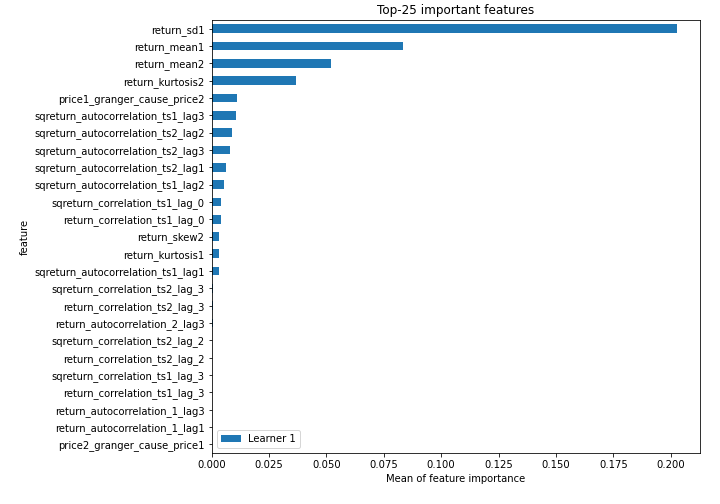 Top-25 important features
return_sd1
return_mean1
return_mean2
return_kurtosis2
price1_granger_cause_price2
sqreturn_autocorrelation_ts1_lag3
sqreturn_autocorrelation_ts2_lag2
sqreturn_autocorrelation_ts2_lag3
sqreturn_autocorrelation_ts2_lag1
sqreturn_autocorrelation_ts1_lag2
sqreturn_correlation_ts1_lag_0
return_correlation_ts1_lag_0
return_skew2
return_kurtosis1
sqreturn_autocorrelation_ts1_lag1
sqreturn_correlation_ts2_lag_3
return_correlation_ts2_lag_3
return_autocorrelation_2_lag3
sqreturn_correlation_ts2_lag_2
return_correlation_ts2_lag_2
sqreturn_correlation_ts1_lag_3
return_correlation_ts1_lag_3
return_autocorrelation_1_lag3
return_autocorrelation_1_lag1
price2_granger_cause_price1
feature
Learner 1
0.000 0.025 0.050 0.075 0.100 0.125 0.150 0.175 0.200
Mean of feature importance